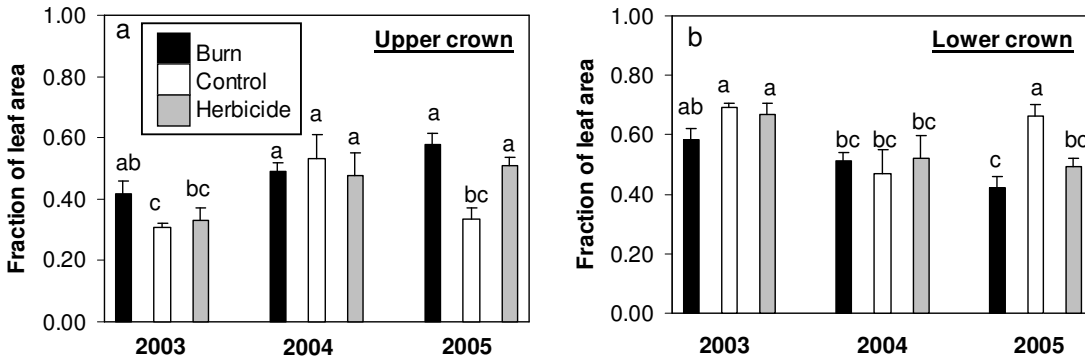 1.00
a
Upper crown
Burn
Control
Herbicide
0.80
0.60
0.40
0.20
0.00
Fraction of leaf area
ab
c
bc
a
a
a
a
bc
a
2003
2004
2005
1.00
b
Lower crown
0.80
0.60
0.40
0.20
0.00
Fraction of leaf area
ab
a
a
bc
bc
bc
c
a
bc
2003
2004
2005